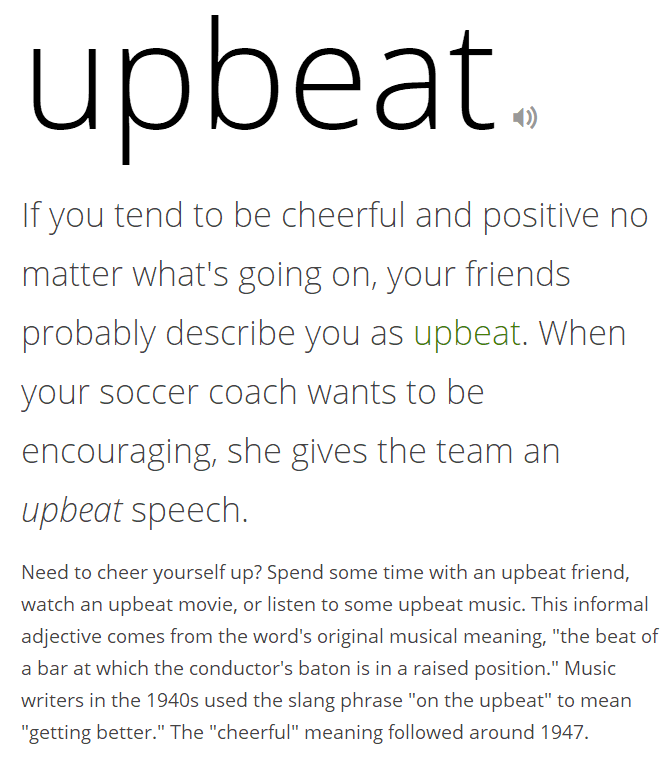 upbeat
If you tend to be cheerful and positive no
matter what's going on, your friends
probably describe you as upbeat. When
your soccer coach wants to be
encouraging, she gives the team an
upbeat speech.
Need to cheer yourself up? Spend some time with an upbeat friend,
watch an upbeat movie, or listen to some upbeat music. This informal
adjective comes from the word's original musical meaning, "the beat of
a bar at which the conductor's baton is in a raised position." Music
writers in the 1940s used the slang phrase "on the upbeat" to mean
"getting better." The "cheerful" meaning followed around 1947.